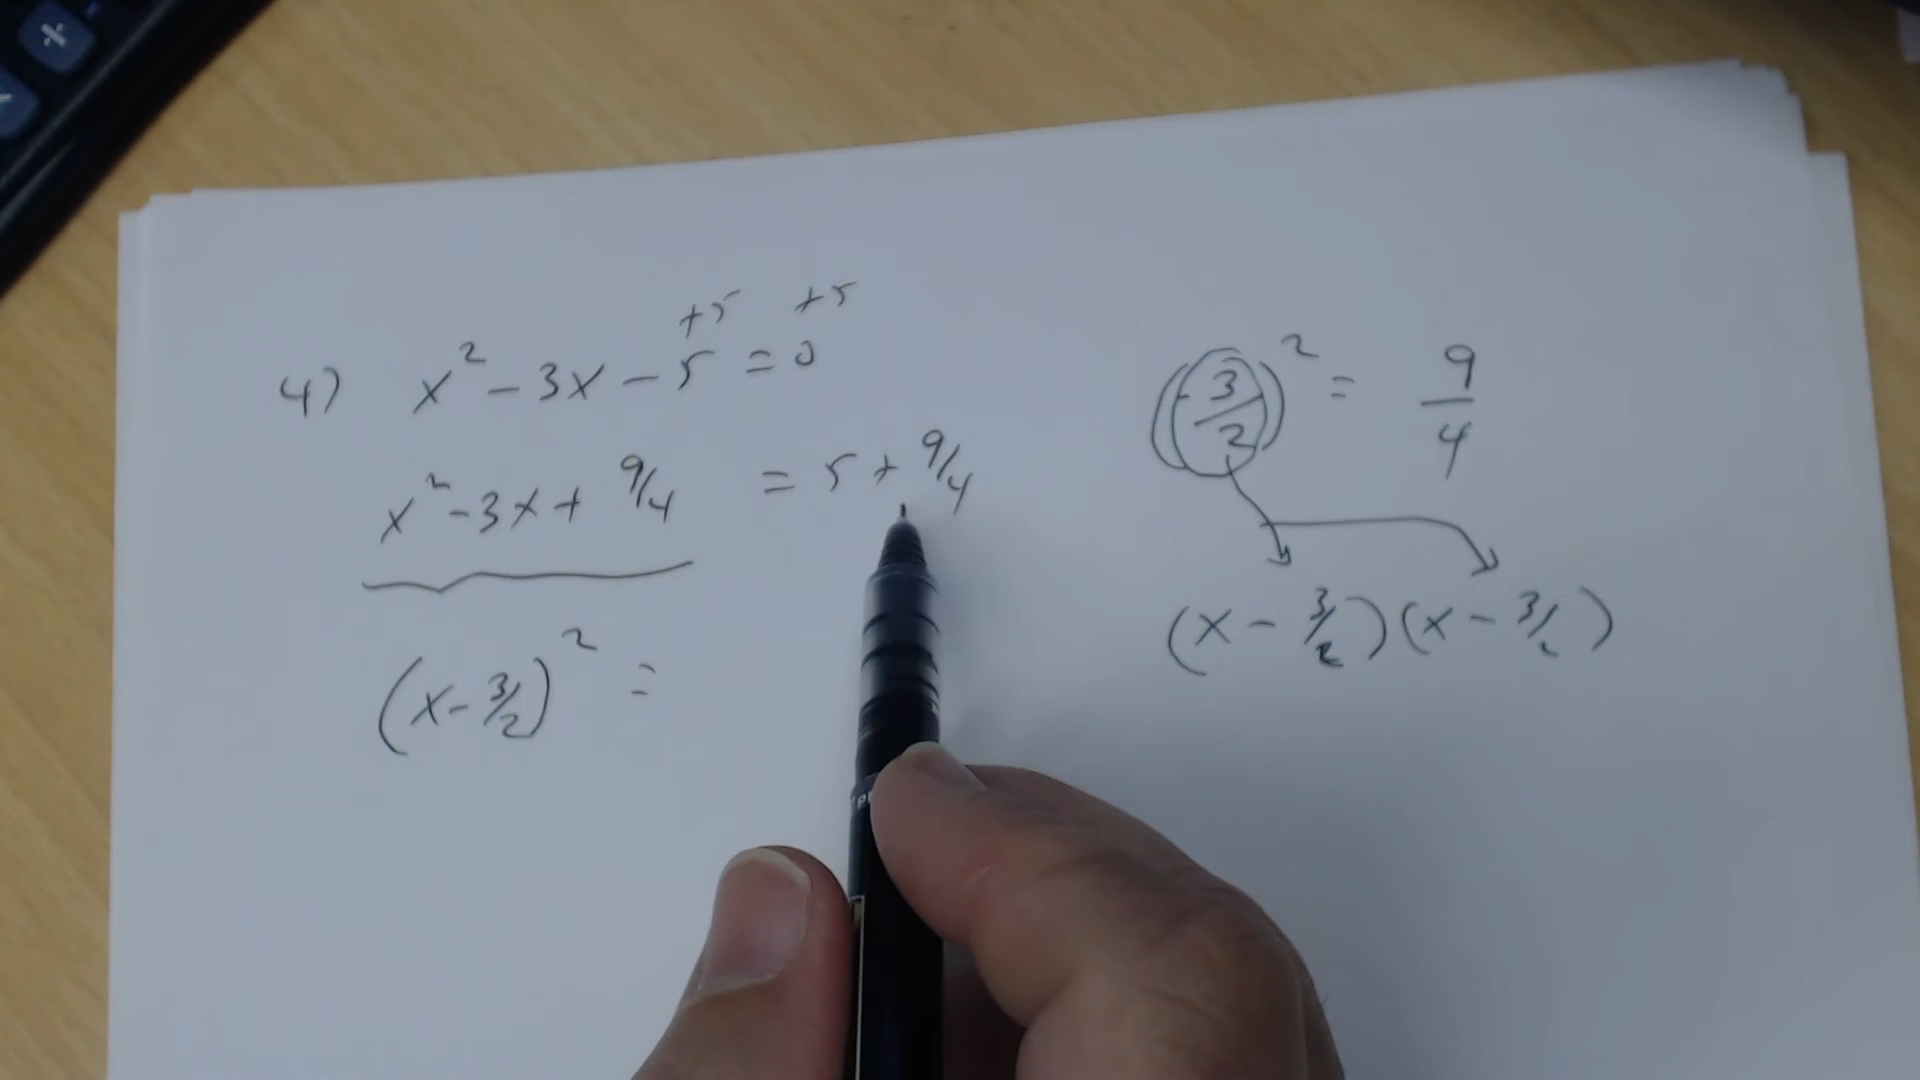 +5 +5
4) x² - 3x - 5 = 0
x² - 3x + 9/4 = 5 + 9/4
(x - 3/2)² =
(-3/2)² = 9/4
(x - 3/2)(x - 3/2)